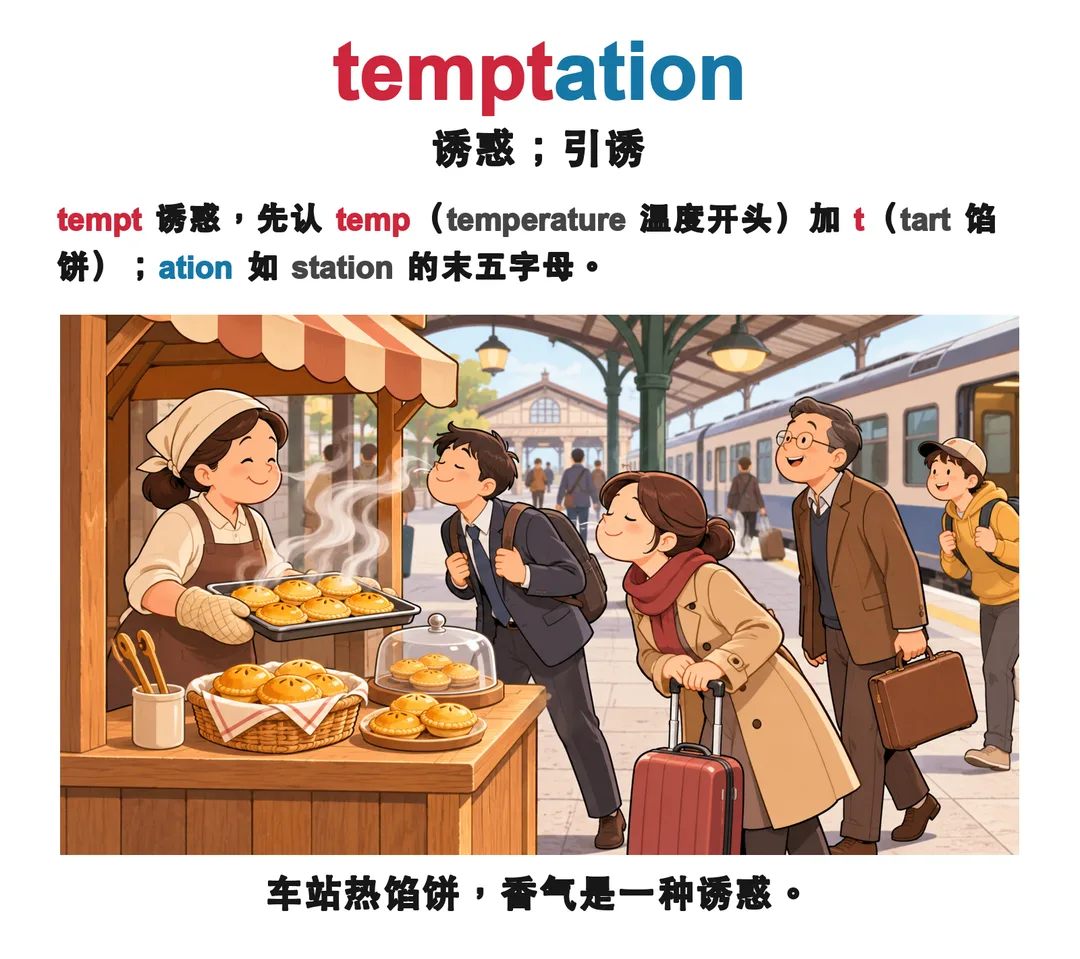 temptation
诱惑；引诱
tempt 诱惑，先认 temp（temperature 温度开头）加 t（tart 馅
饼）；ation 如 station 的末五字母。
车站热馅饼，香气是一种诱惑。